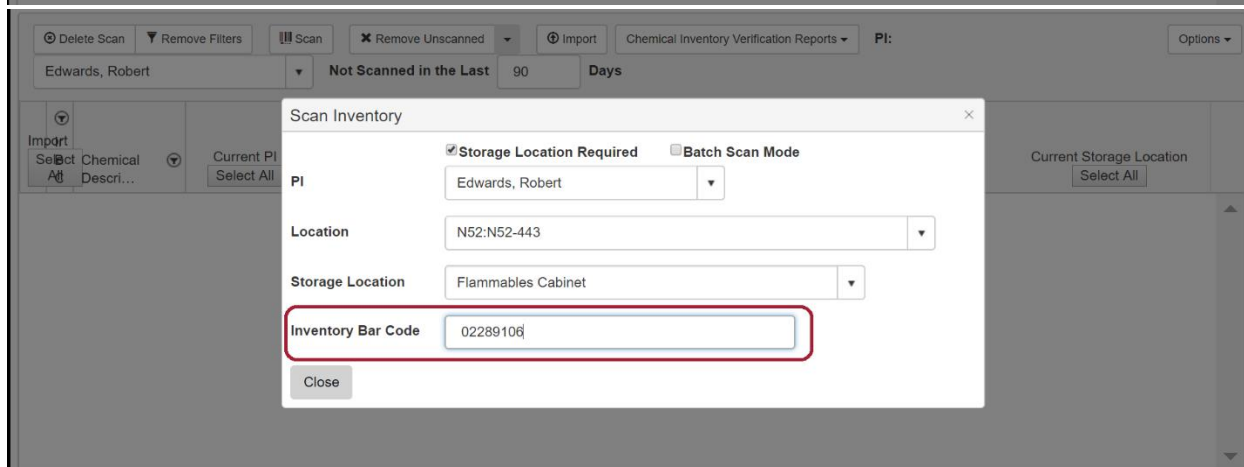 Delete Scan Remove Filters Scan Remove Unscanned Import Chemical Inventory Verification Reports PI: Options
Edwards, Robert Not Scanned in the Last 90 Days
Scan Inventory
Storage Location Required Batch Scan Mode
PI Edwards, Robert
Location N52:N52-443
Storage Location Flammables Cabinet
Inventory Bar Code 02289106
Close
Import
Select All
Chemical
Descri...
Current PI
Select All
Current Storage Location
Select All